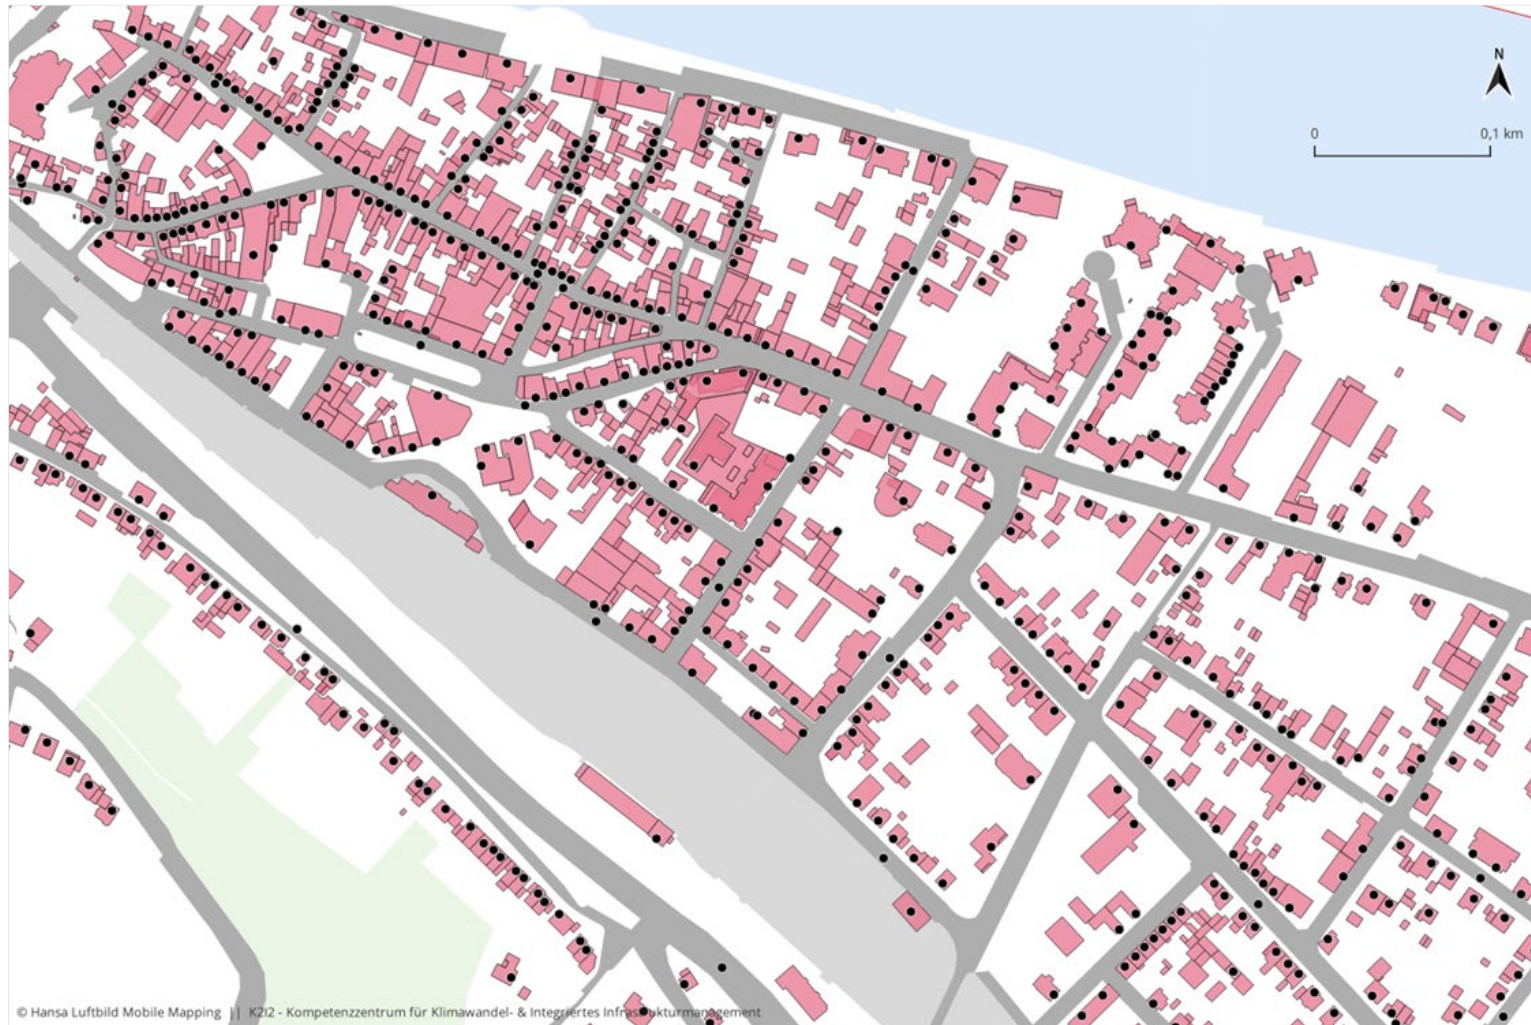 N
0 0,1 km
© Hansa Luftbild Mobile Mapping || K2I2 - Kompetenzzentrum für Klimawandel- & Integriertes Infrastrukturmanagement